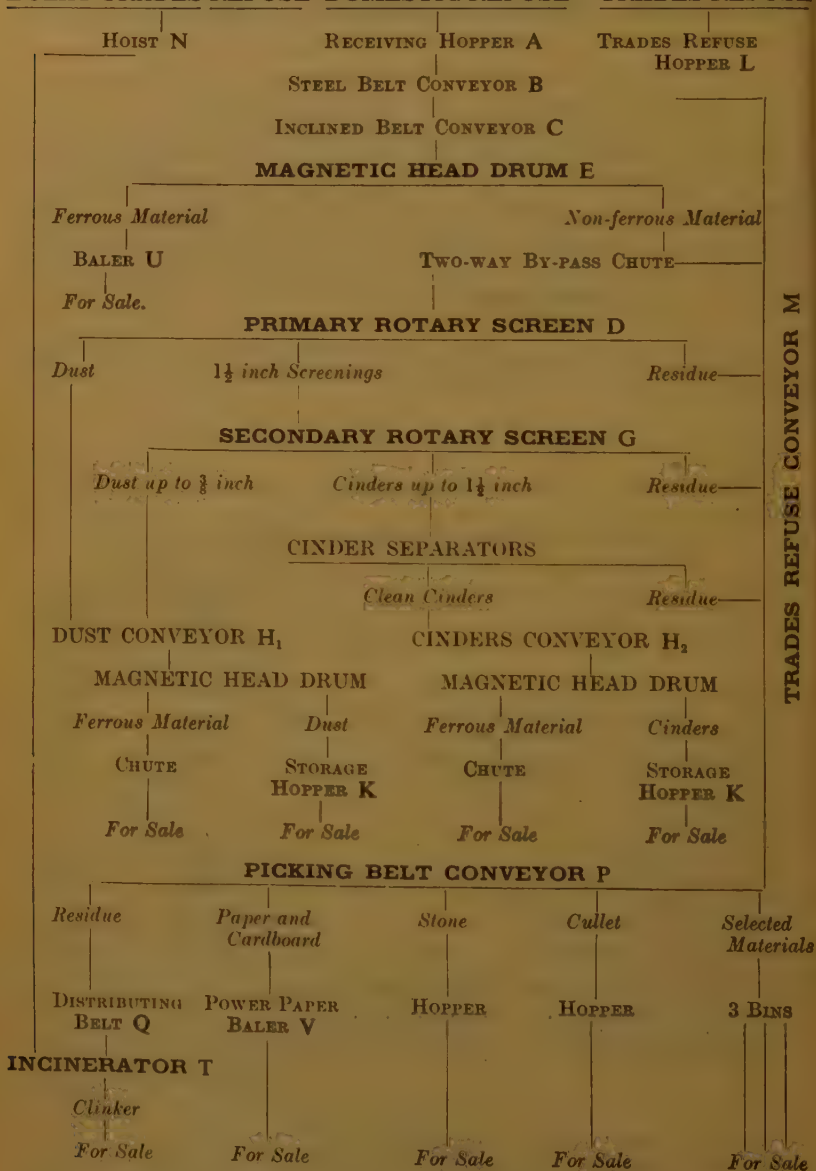 TRADES REFUSE DOMESTIC REFUSE TRADES REFUSE
HOIST N RECEIVING HOPPER A TRADES REFUSE
HOPPER L
STEEL BELT CONVEYOR B
INCLINED BELT CONVEYOR C
MAGNETIC HEAD DRUM E
Ferrous Material Non-ferrous Material
BALER U TWO-WAY BY-PASS CHUTE
For Sale.
PRIMARY ROTARY SCREEN D
Dust 1½ inch Screenings Residue
SECONDARY ROTARY SCREEN G
Dust up to ⅜ inch Cinders up to 1½ inch Residue
CINDER SEPARATORS
Clean Cinders Residue
DUST CONVEYOR H₁ CINDERS CONVEYOR H₂
MAGNETIC HEAD DRUM MAGNETIC HEAD DRUM
Ferrous Material Dust Ferrous Material Cinders
CHUTE STORAGE CHUTE STORAGE
HOPPER K HOPPER K
For Sale For Sale For Sale For Sale
TRADES REFUSE CONVEYOR M
PICKING BELT CONVEYOR P
Residue Paper and Stone Cullet Selected
Cardboard Materials
DISTRIBUTING POWER PAPER HOPPER HOPPER 3 BINS
BELT Q BALER V
INCINERATOR T
Clinker
For Sale For Sale For Sale For Sale For Sale